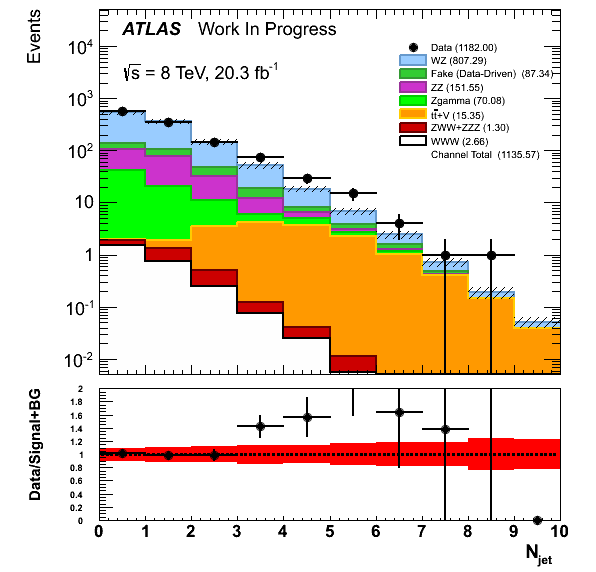 Events
ATLAS Work In Progress
√s = 8 TeV, 20.3 fb⁻¹
Data (1182.00)
WZ (807.29)
Fake (Data-Driven) (87.34)
ZZ (151.55)
Zgamma (70.08)
tt̄+V (15.35)
ZWW+ZZZ (1.30)
WWW (2.66)
Channel Total (1135.57)
10⁴
10³
10²
10
1
10⁻¹
10⁻²
Data/Signal+BG
2
1.8
1.6
1.4
1.2
1
0.8
0.6
0.4
0.2
0
0 1 2 3 4 5 6 7 8 9 10
N_jet